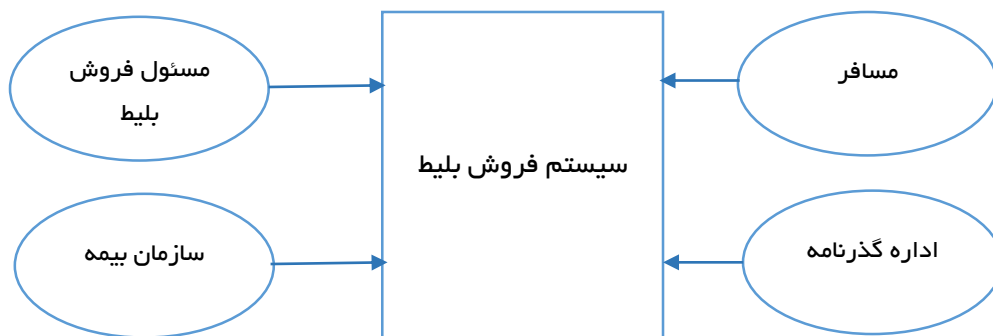 مسئول فروش
بلیط
مسافر
سیستم فروش بلیط
سازمان بیمه
اداره گذرنامه